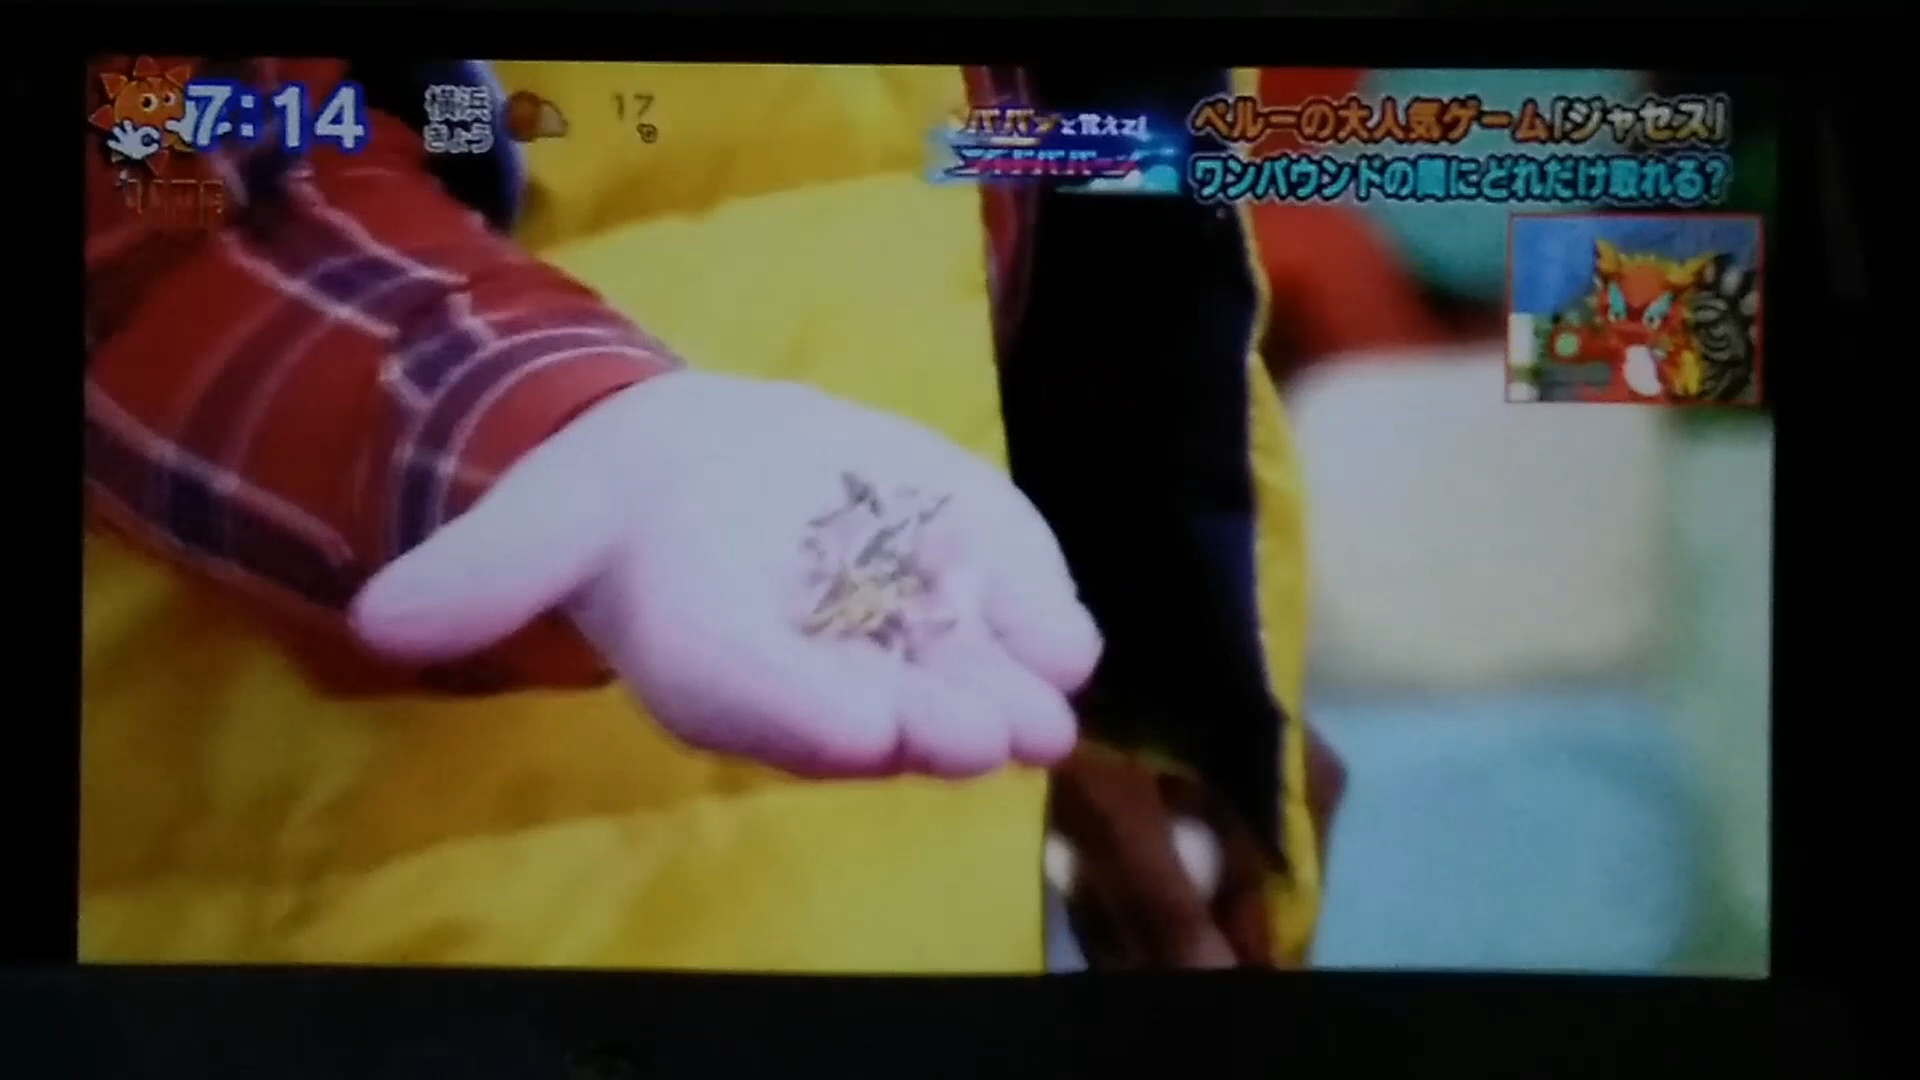 7:14
横浜
きょう
17
ペルーの大人気ゲーム「ジャセス」
ワンバウンドの間にどれだけ取れる?